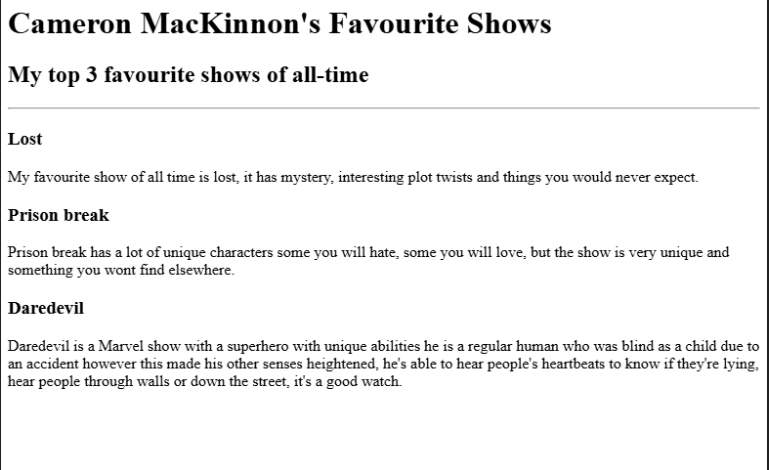 Cameron MacKinnon's Favourite Shows
My top 3 favourite shows of all-time
Lost
My favourite show of all time is lost, it has mystery, interesting plot twists and things you would never expect.
Prison break
Prison break has a lot of unique characters some you will hate, some you will love, but the show is very unique and
something you wont find elsewhere.
Daredevil
Daredevil is a Marvel show with a superhero with unique abilities he is a regular human who was blind as a child due to
an accident however this made his other senses heightened, he's able to hear people's heartbeats to know if they're lying,
hear people through walls or down the street, it's a good watch.